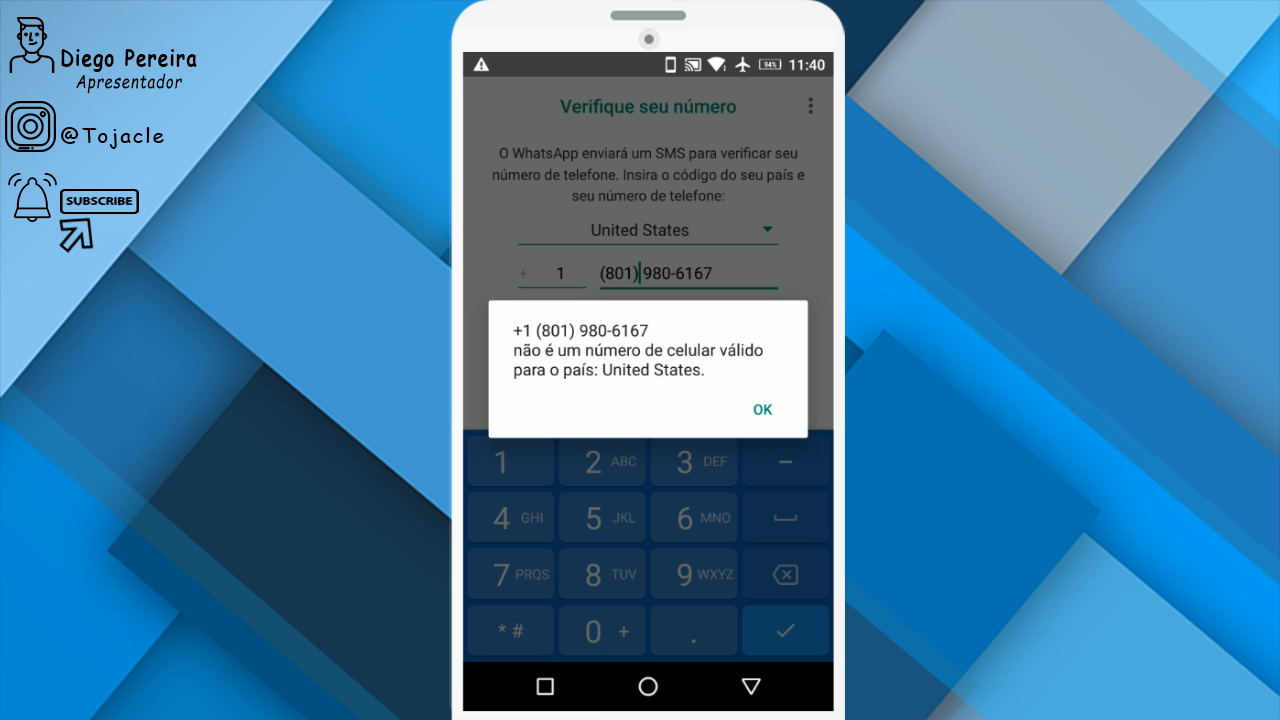 Diego Pereira
Apresentador
@Tojacle
SUBSCRIBE
94%
11:40
Verifique seu número
O WhatsApp enviará um SMS para verificar seu
número de telefone. Insira o código do seu país e
seu número de telefone:
United States
+ 1 (801) 980-6167
+1 (801) 980-6167
não é um número de celular válido
para o país: United States.
OK
1 2 ABC 3 DEF –
4 GHI 5 JKL 6 MNO
7 PRQS 8 TUV 9 WXYZ
* # 0 + .